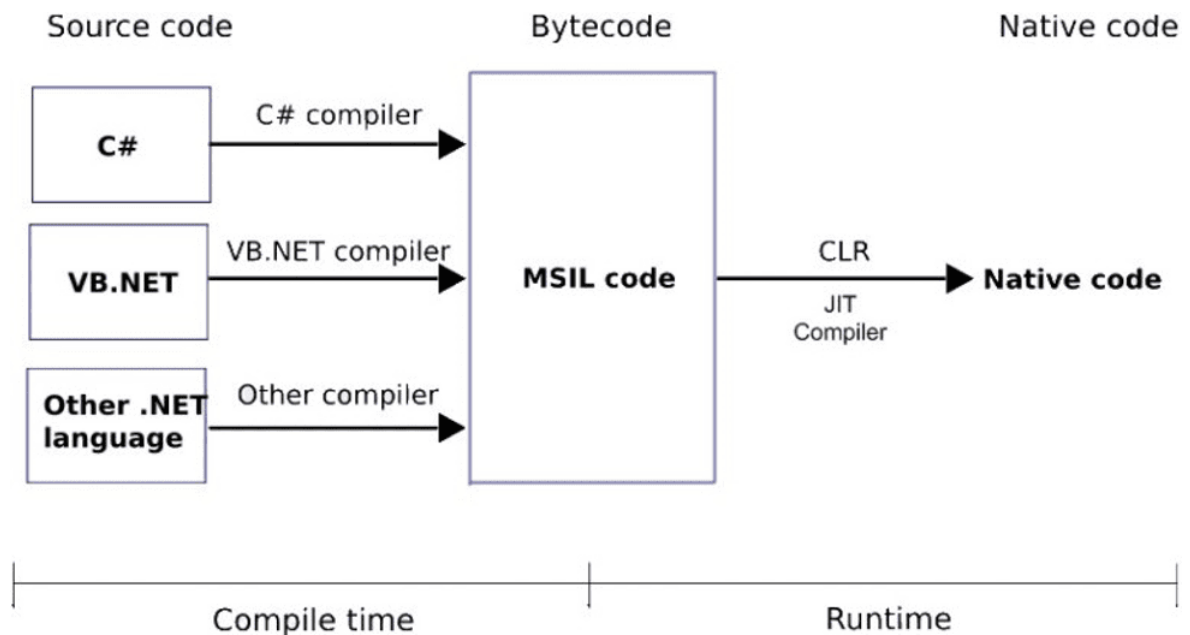 Source code
Bytecode
Native code
C#
C# compiler
VB.NET
VB.NET compiler
MSIL code
CLR
JIT
Compiler
Native code
Other .NET
language
Other compiler
Compile time
Runtime